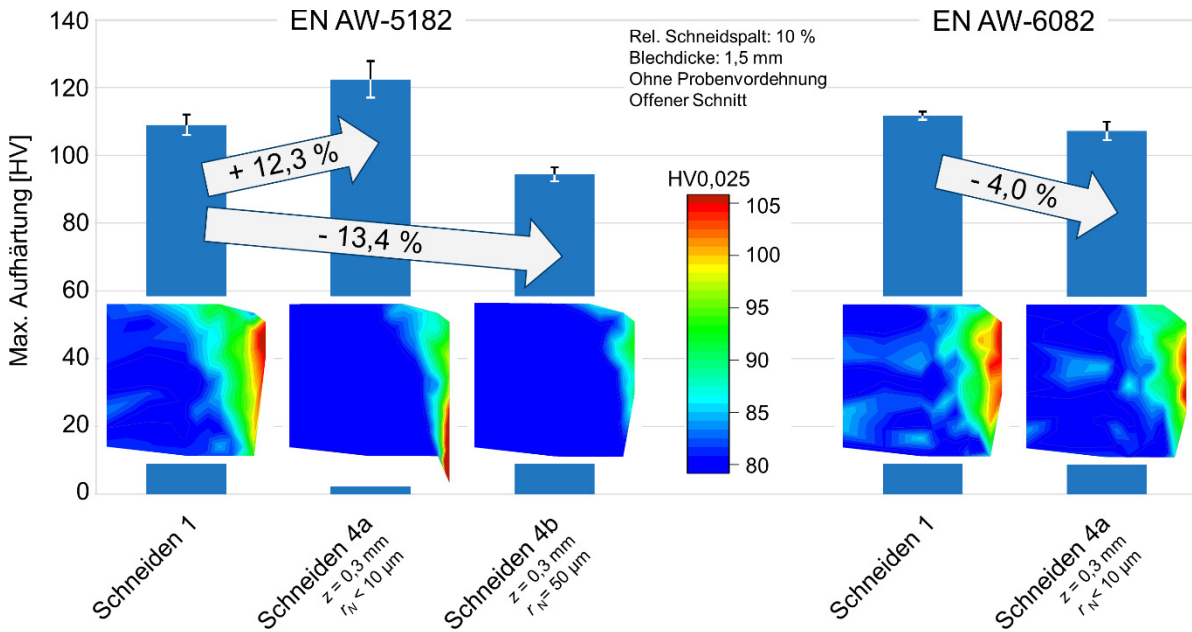 EN AW-5182
EN AW-6082
Rel. Schneidspalt: 10 %
Blechdicke: 1,5 mm
Ohne Probenvordehnung
Offener Schnitt
Max. Aufhärtung [HV]
140
120
100
80
60
40
20
0
+ 12,3 %
- 13,4 %
- 4,0 %
HV0,025
105
100
95
90
85
80
Schneiden 1
Schneiden 4a
z = 0,3 mm
r_N < 10 µm
Schneiden 4b
z = 0,3 mm
r_N = 50 µm
Schneiden 1
Schneiden 4a
z = 0,3 mm
r_N < 10 µm